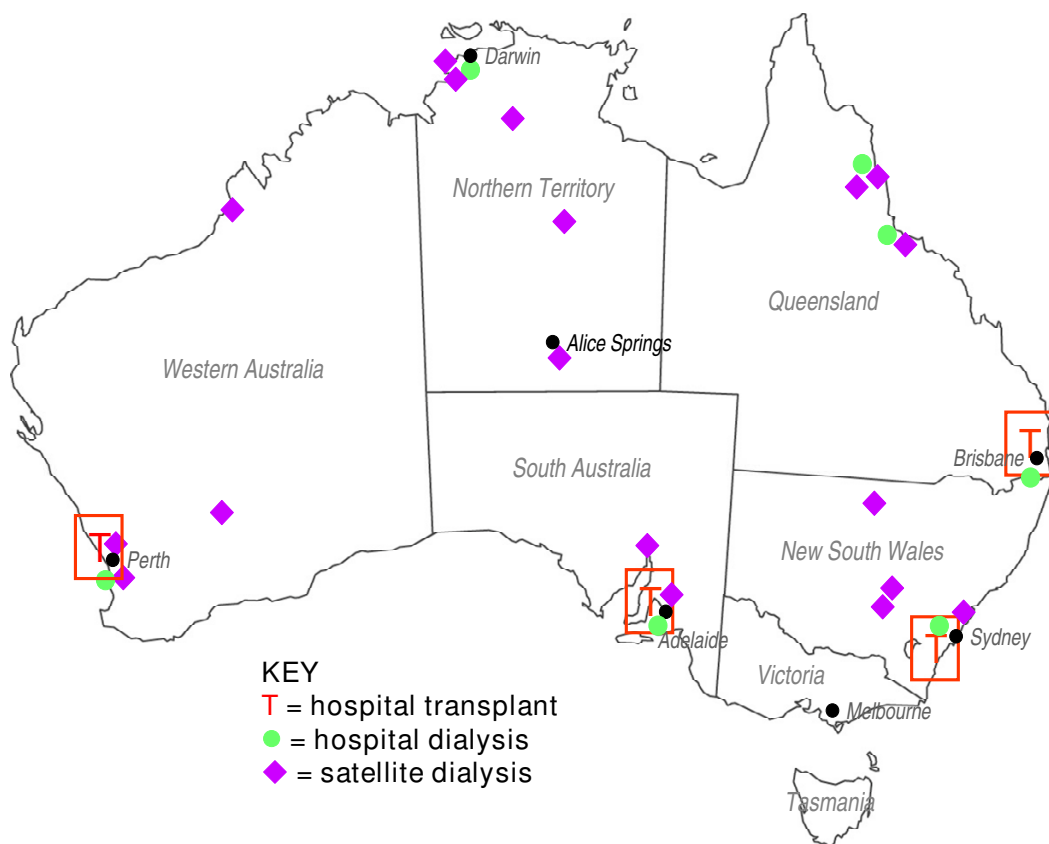 Darwin
Northern Territory
Queensland
Alice Springs
Western Australia
T
Brisbane
South Australia
T
Perth
New South Wales
T
Adelaide
T
Sydney
Victoria
Melbourne
KEY
T = hospital transplant
= hospital dialysis
= satellite dialysis
Tasmania